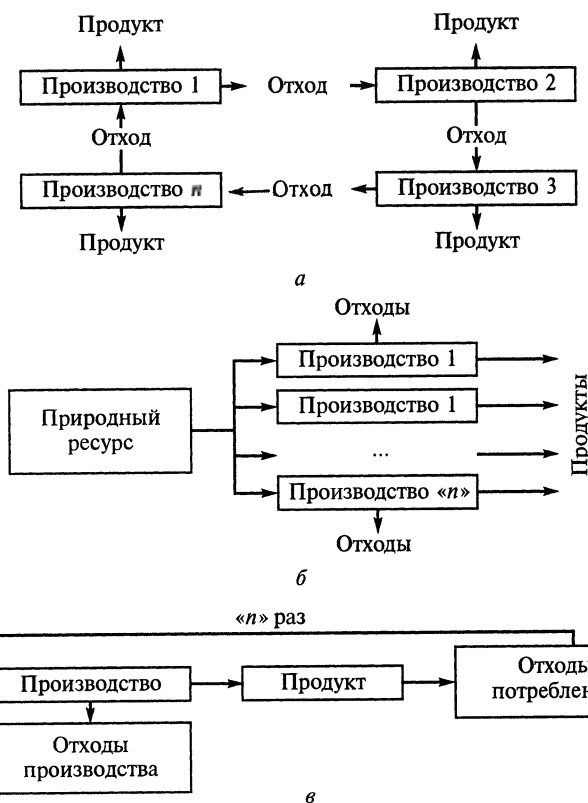 Продукт
Продукт
Производство 1
Отход
Производство 2
Отход
Отход
Производство n
Отход
Производство 3
Продукт
Продукт
а
Отходы
Производство 1
Природный
ресурс
Производство 1
...
Производство «n»
Продукты
Отходы
б
«n» раз
Производство
Продукт
Отходы
потреблен
Отходы
производства
в